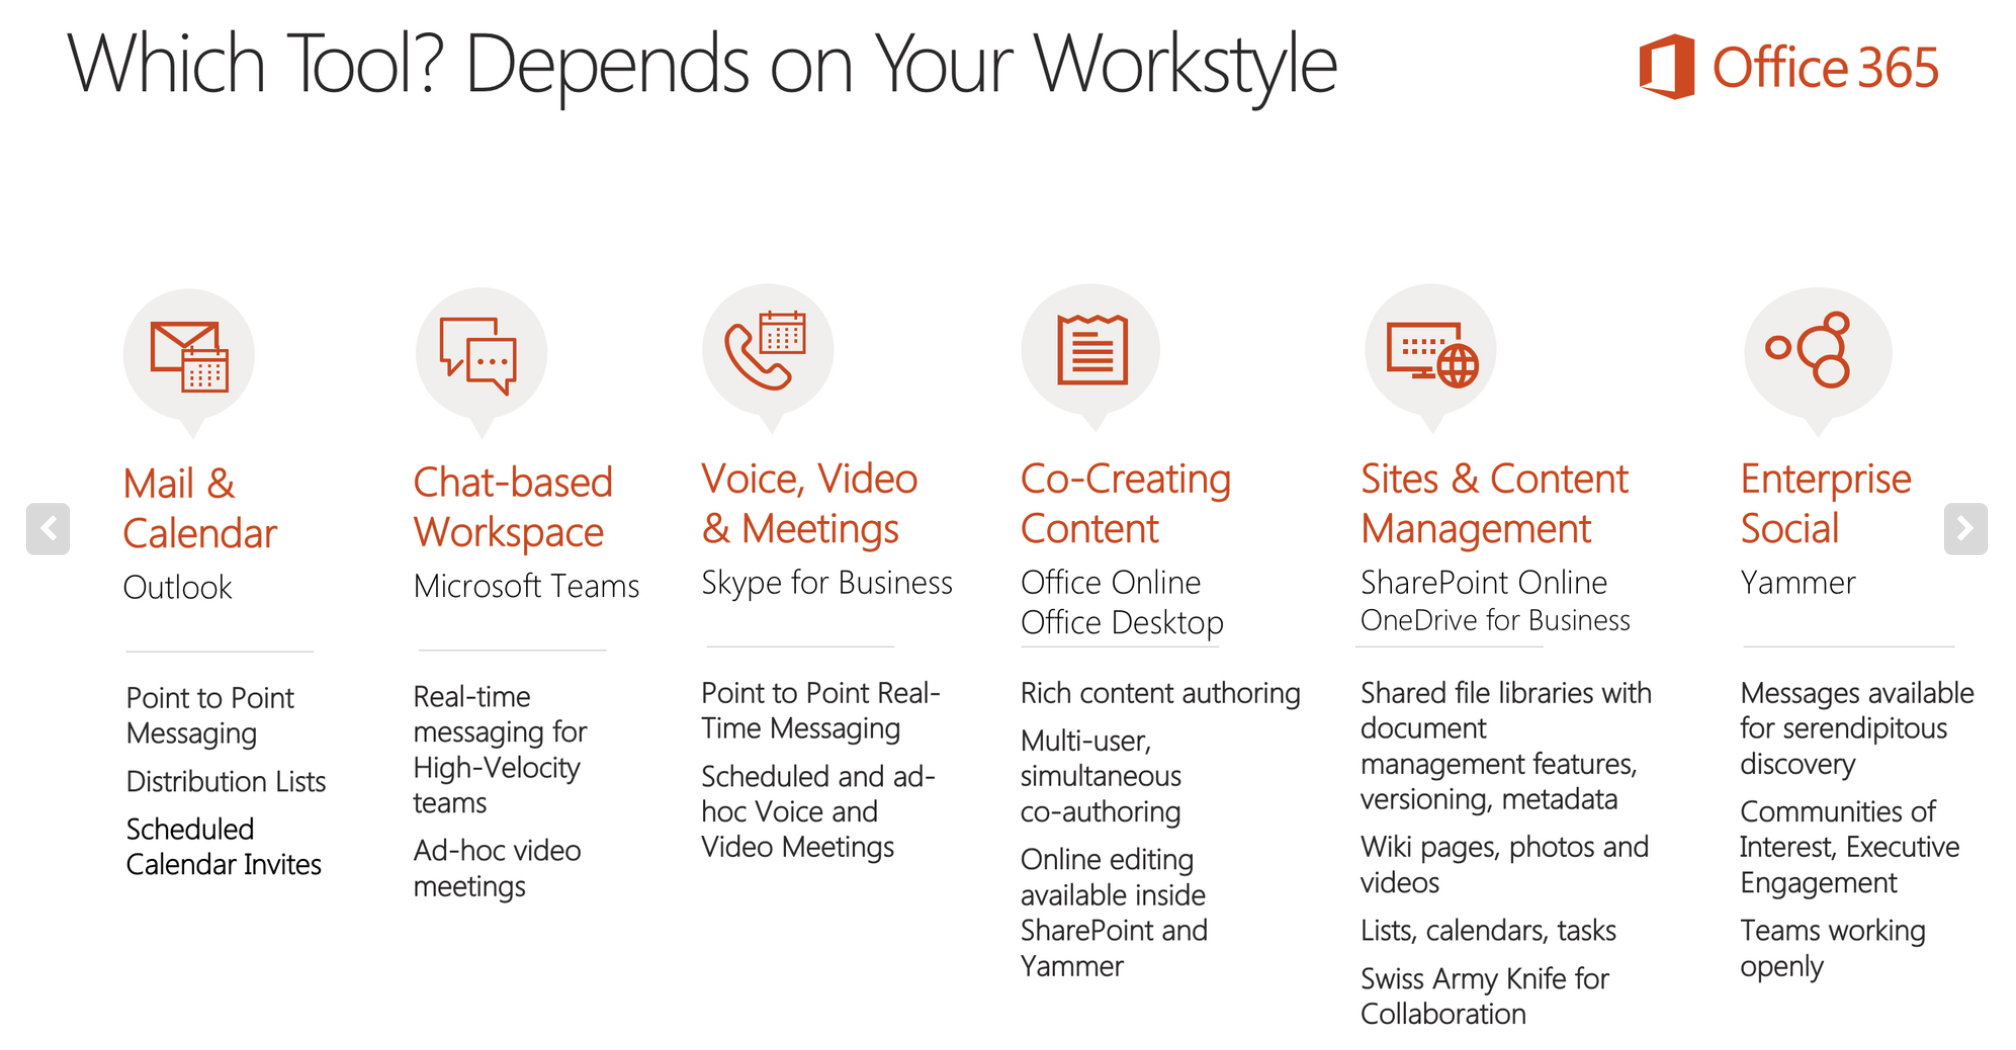 Which Tool? Depends on Your Workstyle
Office 365
Mail &
Calendar
Outlook
Point to Point
Messaging
Distribution Lists
Scheduled
Calendar Invites
Chat-based
Workspace
Microsoft Teams
Real-time
messaging for
High-Velocity
teams
Ad-hoc video
meetings
Voice, Video
& Meetings
Skype for Business
Point to Point Real-
Time Messaging
Scheduled and ad-
hoc Voice and
Video Meetings
Co-Creating
Content
Office Online
Office Desktop
Rich content authoring
Multi-user,
simultaneous
co-authoring
Online editing
available inside
SharePoint and
Yammer
Sites & Content
Management
SharePoint Online
OneDrive for Business
Shared file libraries with
document
management features,
versioning, metadata
Wiki pages, photos and
videos
Lists, calendars, tasks
Swiss Army Knife for
Collaboration
Enterprise
Social
Yammer
Messages available
for serendipitous
discovery
Communities of
Interest, Executive
Engagement
Teams working
openly